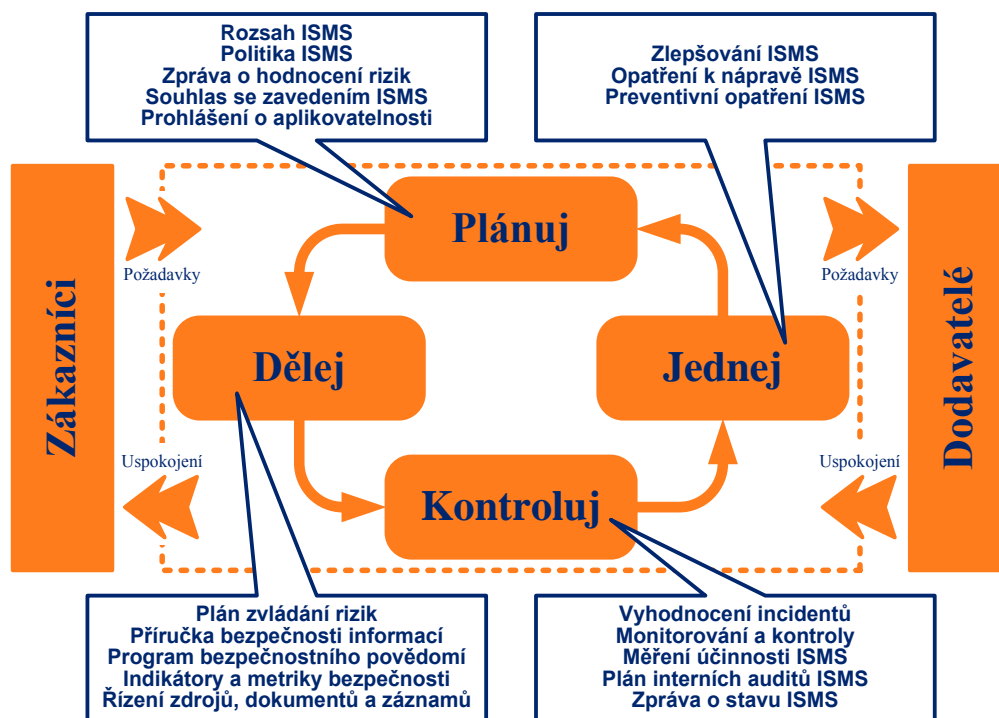 Rozsah ISMS
Politika ISMS
Zpráva o hodnocení rizik
Souhlas se zavedením ISMS
Prohlášení o aplikovatelnosti
Zlepšování ISMS
Opatření k nápravě ISMS
Preventivní opatření ISMS
Zákazníci
Požadavky
Uspokojení
Plánuj
Dělej
Jednej
Kontroluj
Požadavky
Uspokojení
Dodavatelé
Plán zvládání rizik
Příručka bezpečnosti informací
Program bezpečnostního povědomí
Indikátory a metriky bezpečnosti
Řízení zdrojů, dokumentů a záznamů
Vyhodnocení incidentů
Monitorování a kontroly
Měření účinnosti ISMS
Plán interních auditů ISMS
Zpráva o stavu ISMS